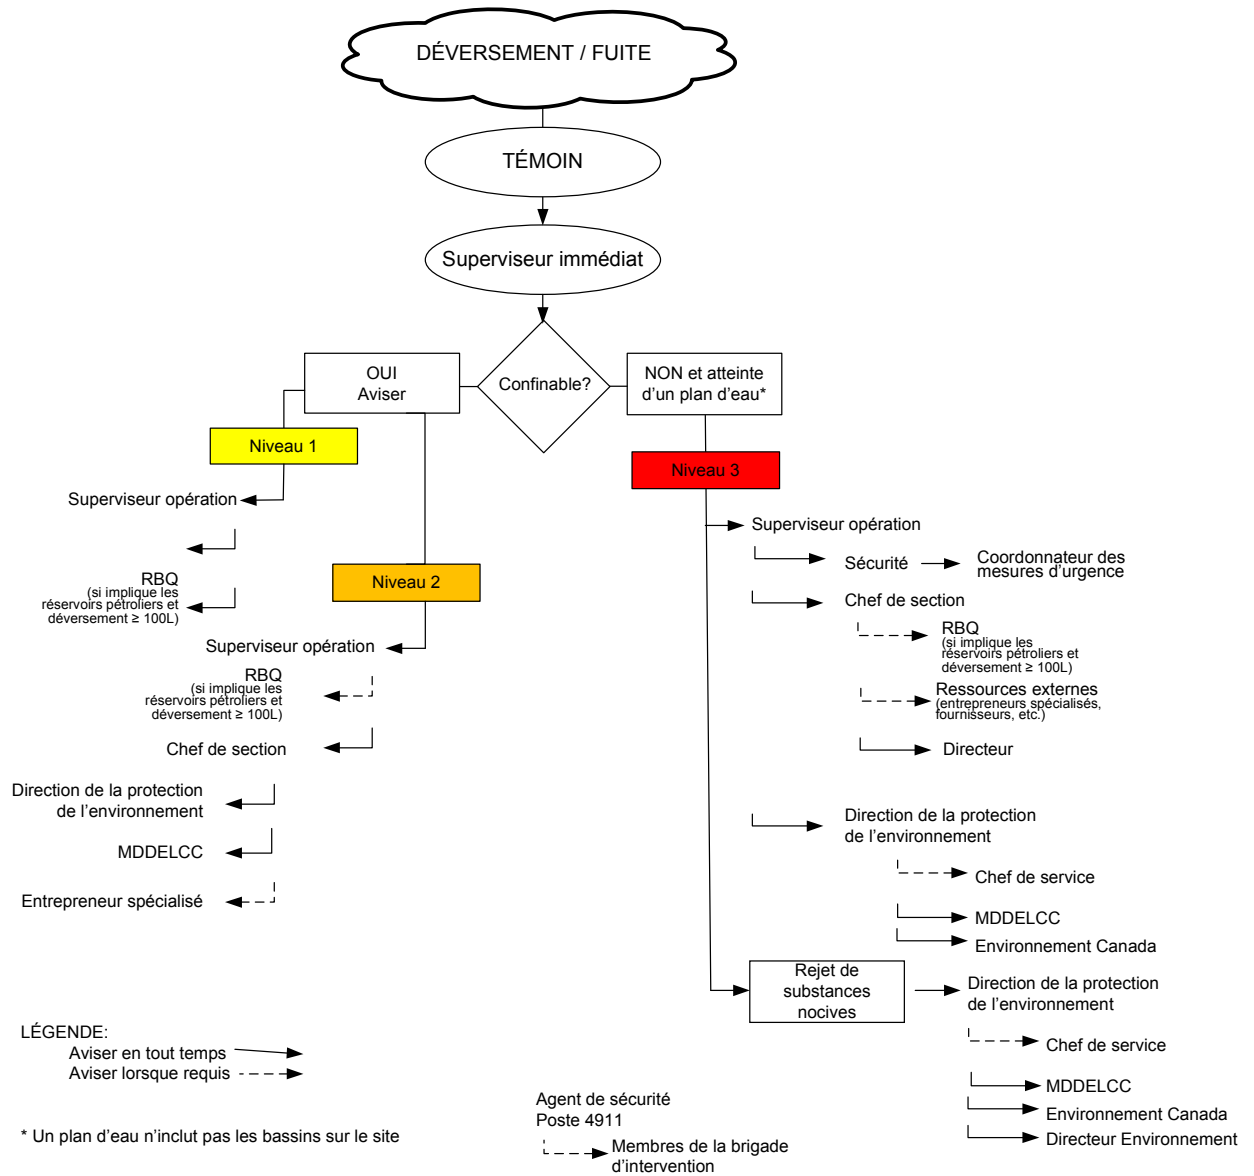 DÉVERSEMENT / FUITE
TÉMOIN
Superviseur immédiat
Confinable?
OUI
Aviser
NON et atteinte
d'un plan d'eau*
Niveau 1
Superviseur opération
RBQ
(si implique les
réservoirs pétroliers et
déversement ≥ 100L)
Niveau 2
Superviseur opération
RBQ
(si implique les
réservoirs pétroliers et
déversement ≥ 100L)
Chef de section
Direction de la protection
de l'environnement
MDDELCC
Entrepreneur spécialisé
Niveau 3
Superviseur opération
Sécurité
Coordonnateur des
mesures d'urgence
Chef de section
RBQ
(si implique les
réservoirs pétroliers et
déversement ≥ 100L)
Ressources externes
(entrepreneurs spécialisés,
fournisseurs, etc.)
Directeur
Direction de la protection
de l'environnement
Chef de service
MDDELCC
Environnement Canada
Rejet de
substances
nocives
Direction de la protection
de l'environnement
Chef de service
MDDELCC
Environnement Canada
Directeur Environnement
LÉGENDE:
Aviser en tout temps
Aviser lorsque requis
* Un plan d'eau n'inclut pas les bassins sur le site
Agent de sécurité
Poste 4911
Membres de la brigade
d'intervention